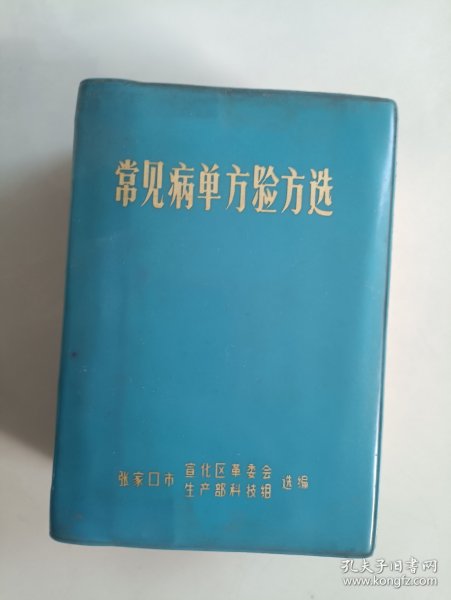 常见病单方验方选
张家口市 宣化区革委会 生产部科技组 选编
孔夫子旧书网
www.kongfz.com